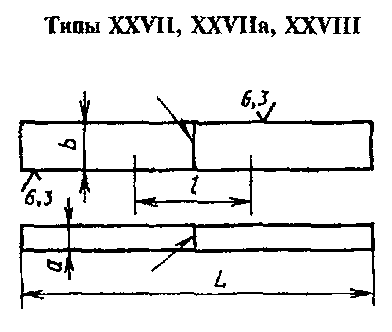 Типы XXVII, XXVIIa, XXVIII
6,3
b
6,3
l
a
L